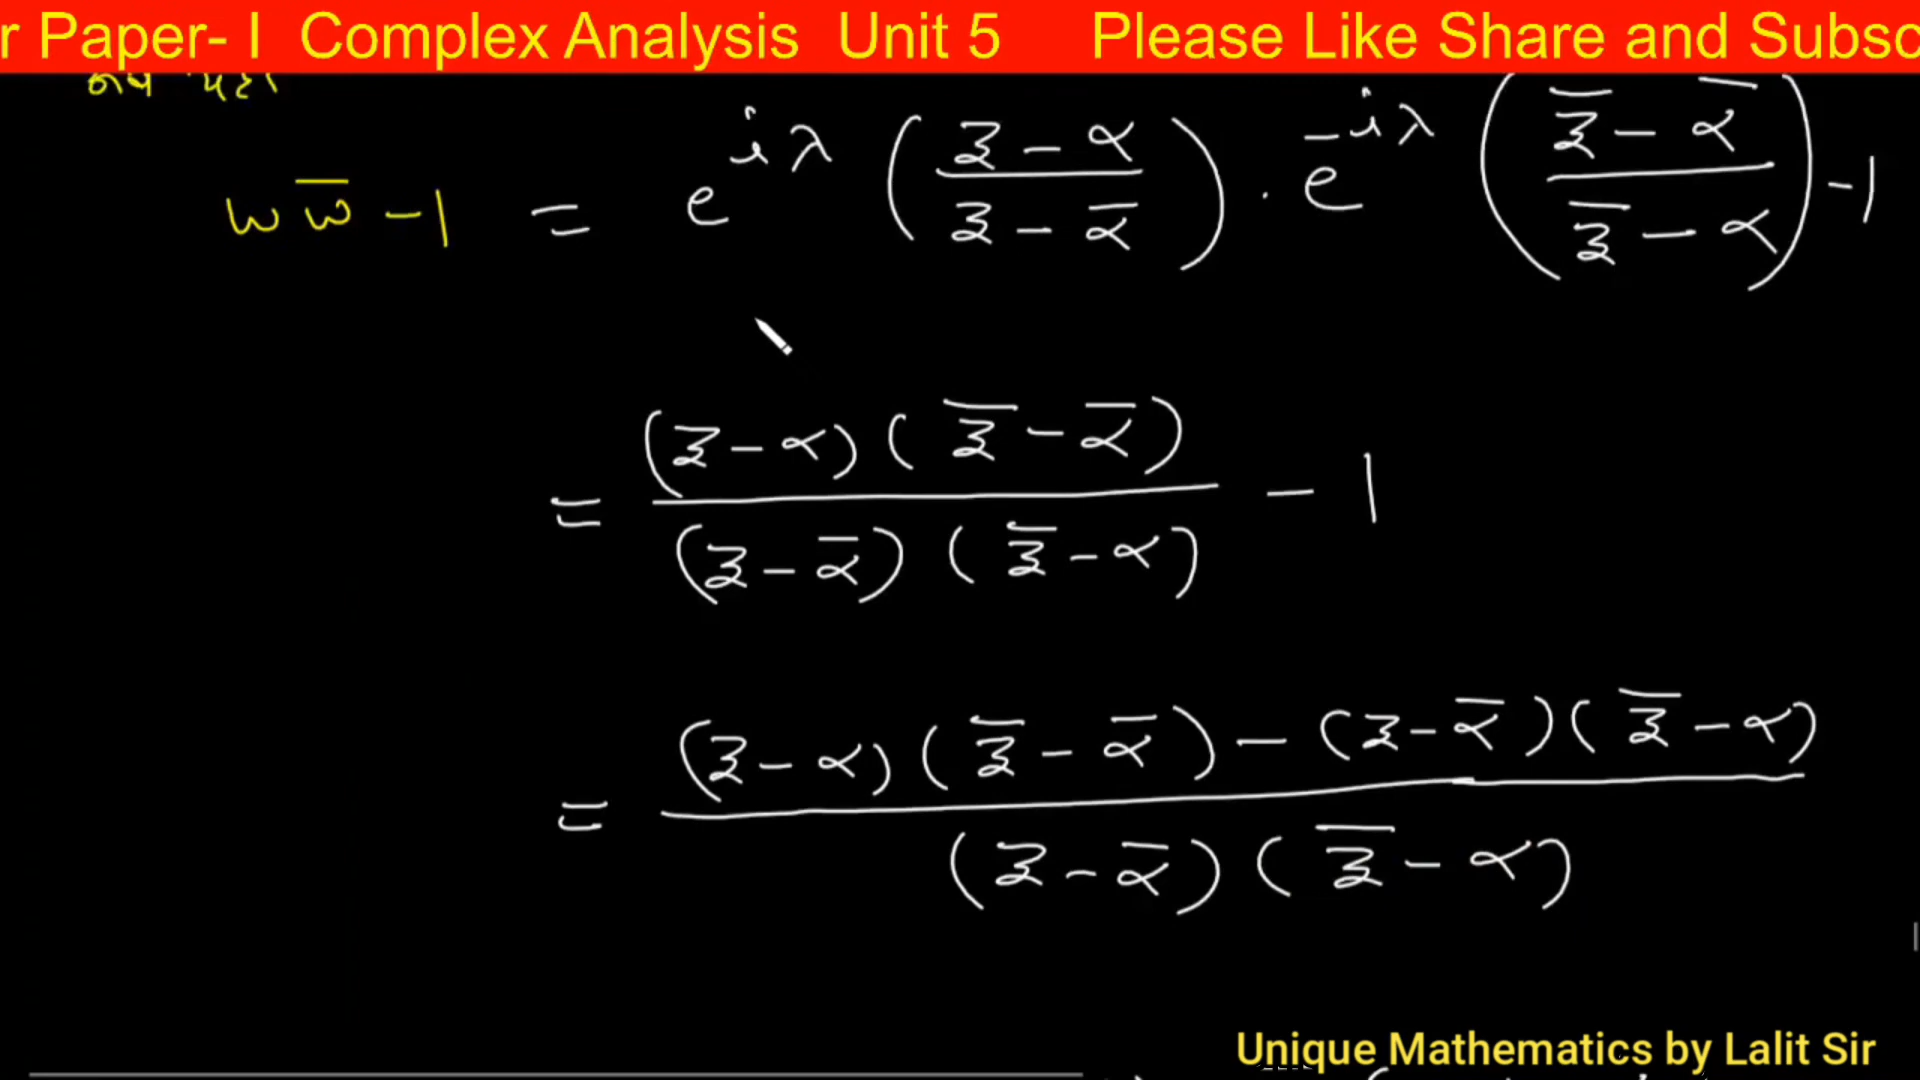 r Paper- I Complex Analysis Unit 5 Please Like Share and Subsc
w w̅ - 1 = e^{iλ} ( (z - α) / (z - α̅) ) . e^{-iλ} ( (z̅ - α̅) / (z̅ - α) ) - 1
= (z - α) ( z̅ - α̅ ) / (z - α̅) ( z̅ - α) - 1
= (z - α) ( z̅ - α̅ ) - (z - α̅ ) ( z̅ - α) / (z - α̅) ( z̅ - α)
Unique Mathematics by Lalit Sir